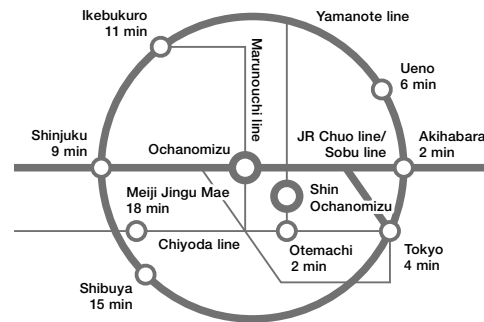 Ikebukuro
11 min
Yamanote line
Marunouchi line
Ueno
6 min
Shinjuku
9 min
Ochanomizu
JR Chuo line/
Sobu line
Akihabara
2 min
Meiji Jingu Mae
18 min
Shin
Ochanomizu
Chiyoda line
Otemachi
2 min
Tokyo
4 min
Shibuya
15 min